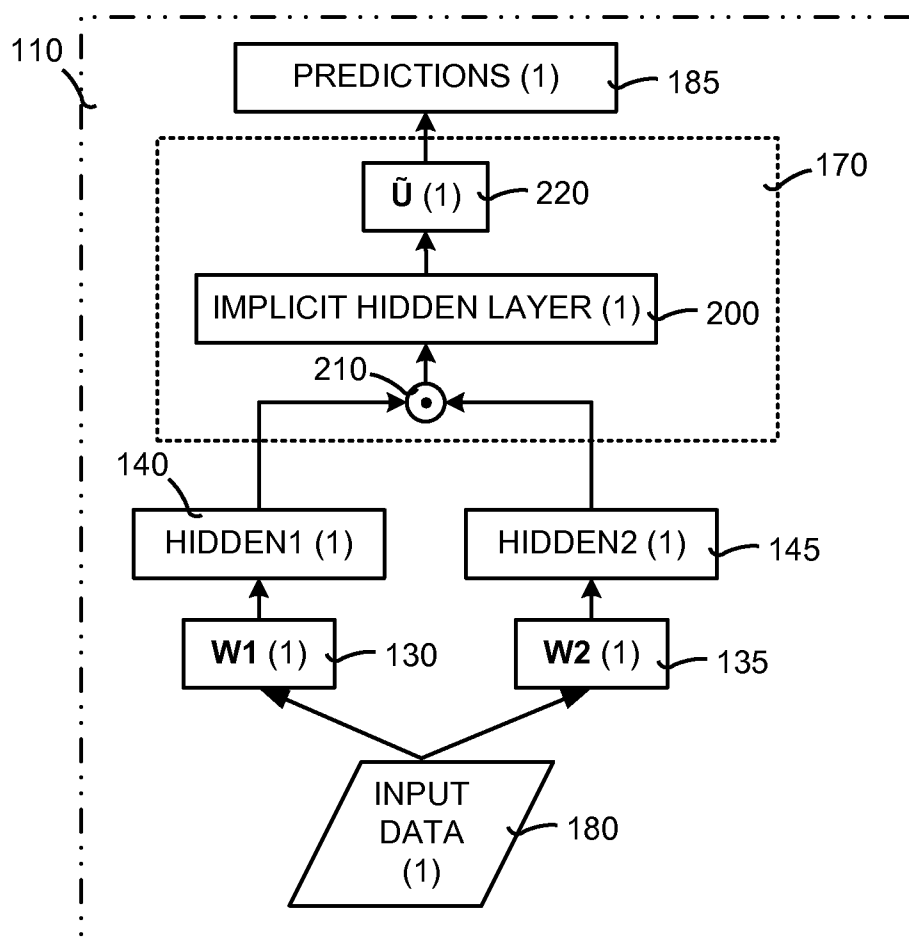 110
PREDICTIONS (1)
185
170
Ũ (1)
220
IMPLICIT HIDDEN LAYER (1)
200
210
140
HIDDEN1 (1)
HIDDEN2 (1)
145
W1 (1)
130
W2 (1)
135
INPUT
DATA
(1)
180